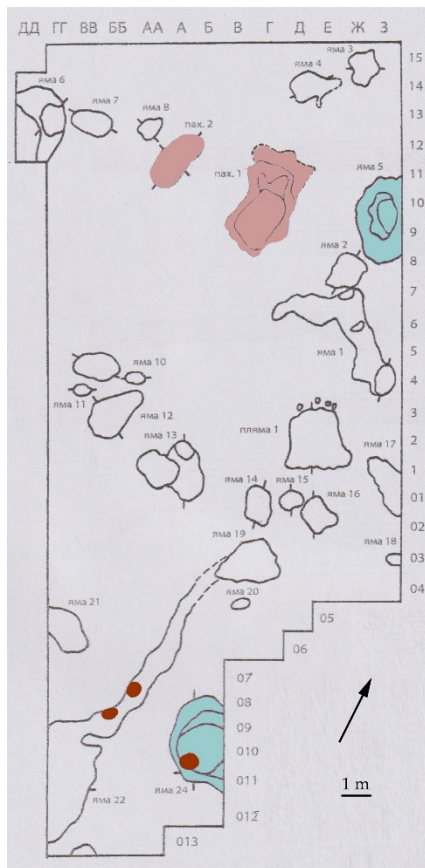 ДД ГГ ВВ ББ АА А Б В Г Д Е Ж З
яма 3
15
яма 4
14
яма 6
яма 7
яма 8
13
пах. 2
12
пах. 1
11
яма 5
10
9
яма 2
8
7
6
яма 1
5
яма 10
4
яма 11
яма 12
3
пляма 1
2
яма 13
яма 17
1
яма 14
яма 15
яма 16
01
02
яма 19
яма 18
03
яма 20
04
яма 21
05
06
07
08
09
010
011
яма 22
яма 24
012
013
1 m